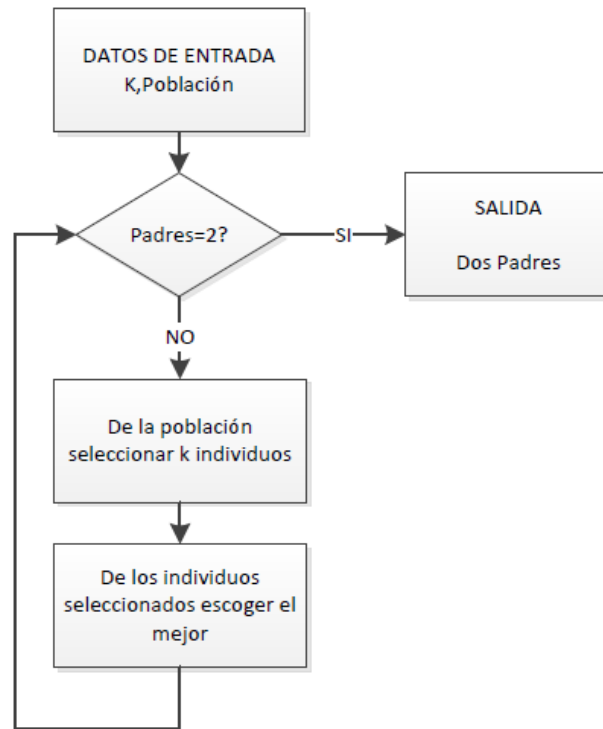 DATOS DE ENTRADA
K,Población
Padres=2?
SI
SALIDA
Dos Padres
NO
De la población
seleccionar k individuos
De los individuos
seleccionados escoger el
mejor